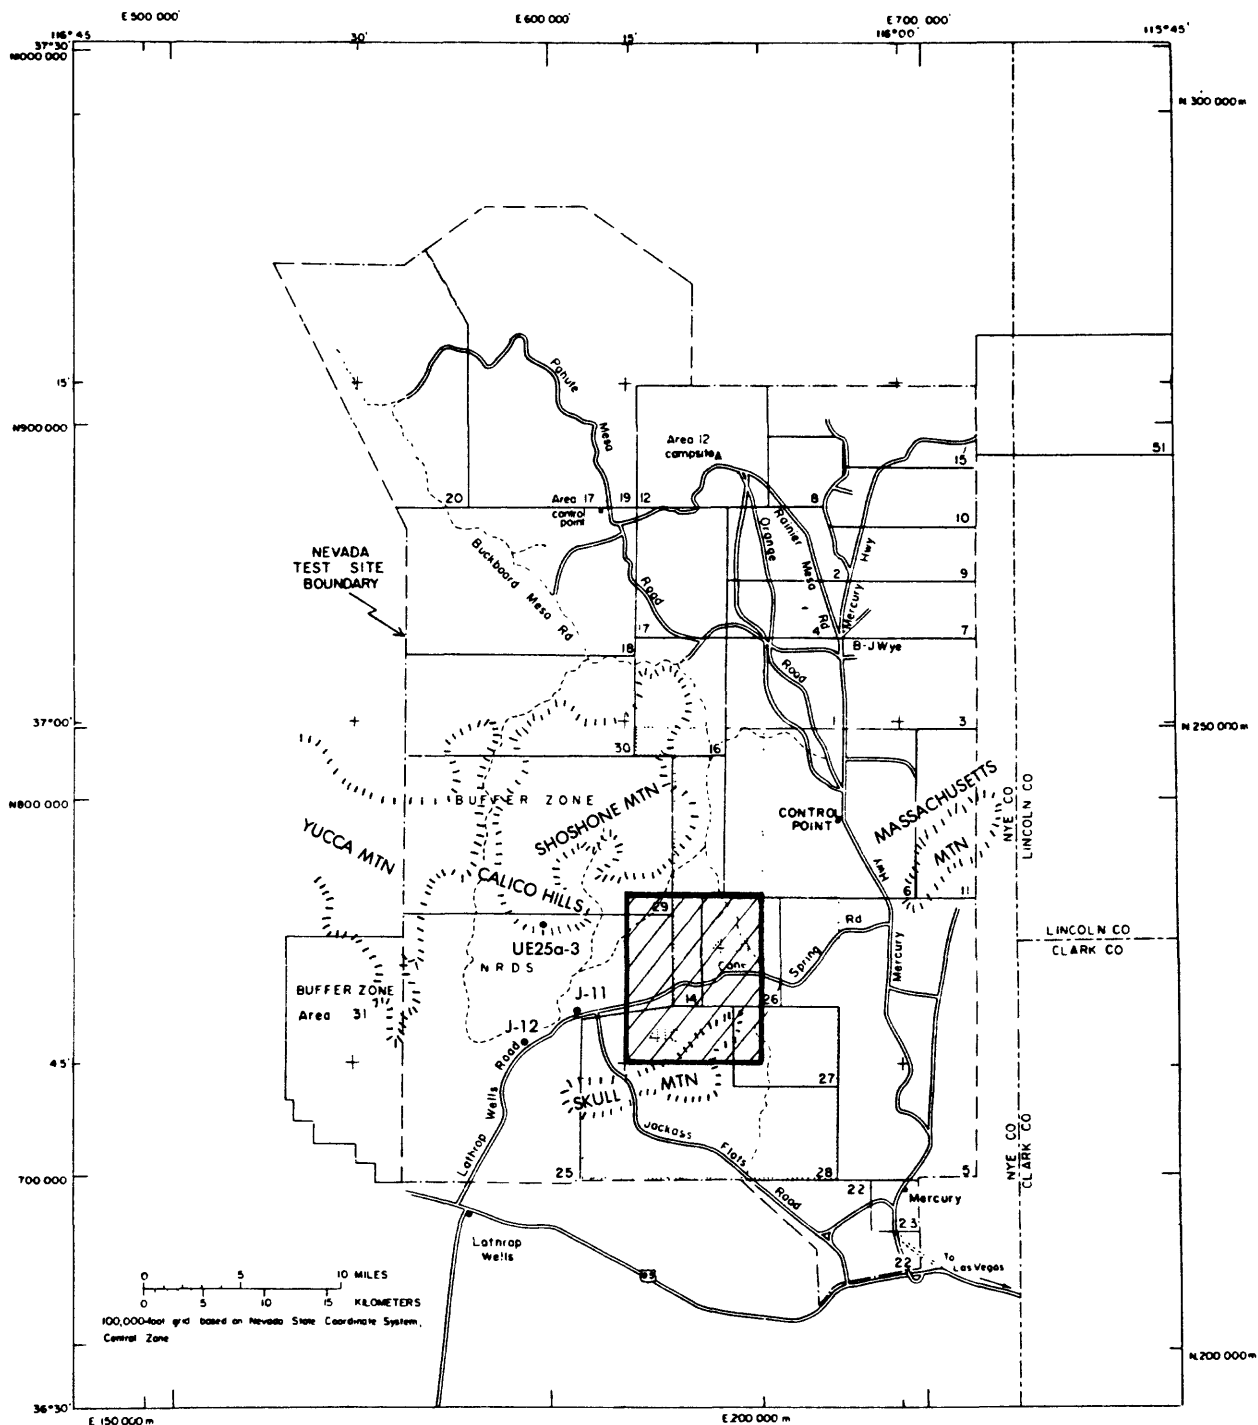 E 500 000'
E 600 000'
E 700 000'
116°45
30'
15'
116°00'
115°45'
37°30'
N 300 000 m
15'
N900 000
Pahute
Mesa
Area 12
campsite
51
15
20
Area 17
control
point
19
12
8
10
Rainier
Mesa
Rd
Orange
Road
Mercury
Hwy
NEVADA
TEST SITE
BOUNDARY
Buckboard Mesa Rd
Road
2
9
17
4
7
B-J Wye
18
37°00'
3
N 250 000 m
30
16
BUFFER ZONE
MASSACHUSETTS
MTN
N800 000
SHOSHONE MTN
CONTROL
POINT
NYE CO
LINCOLN CO
YUCCA MTN
CALICO HILLS
Hwy
6
11
29
UE25a-3
Spring
Rd
LINCOLN CO
CLARK CO
NRDS
Mercury
BUFFER ZONE
Area 31
J-11
14
26
J-12
45'
27
SKULL
MTN
Lathrop Wells Road
Jackass
Flats
Road
NYE CO
CLARK CO
700 000
25
28
5
22
Mercury
23
Lathrop
Wells
22
To
Las Vegas
0 5 10 MILES
0 5 10 15 KILOMETERS
100,000-foot grid based on Nevada State Coordinate System,
Central Zone
N 200 000 m
36°30'
E 150 000 m
E 200 000 m